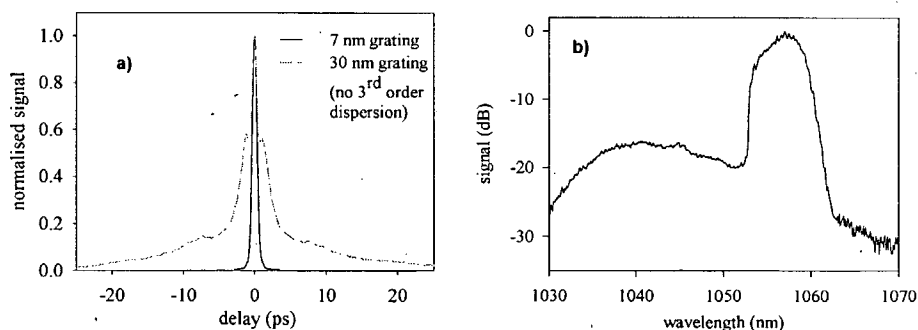 a)
7 nm grating
30 nm grating
(no 3rd order
dispersion)
normalised signal
1.0
0.8
0.6
0.4
0.2
0.0
-20
-10
0
10
20
delay (ps)
b)
signal (dB)
0
-10
-20
-30
1030
1040
1050
1060
1070
wavelength (nm)